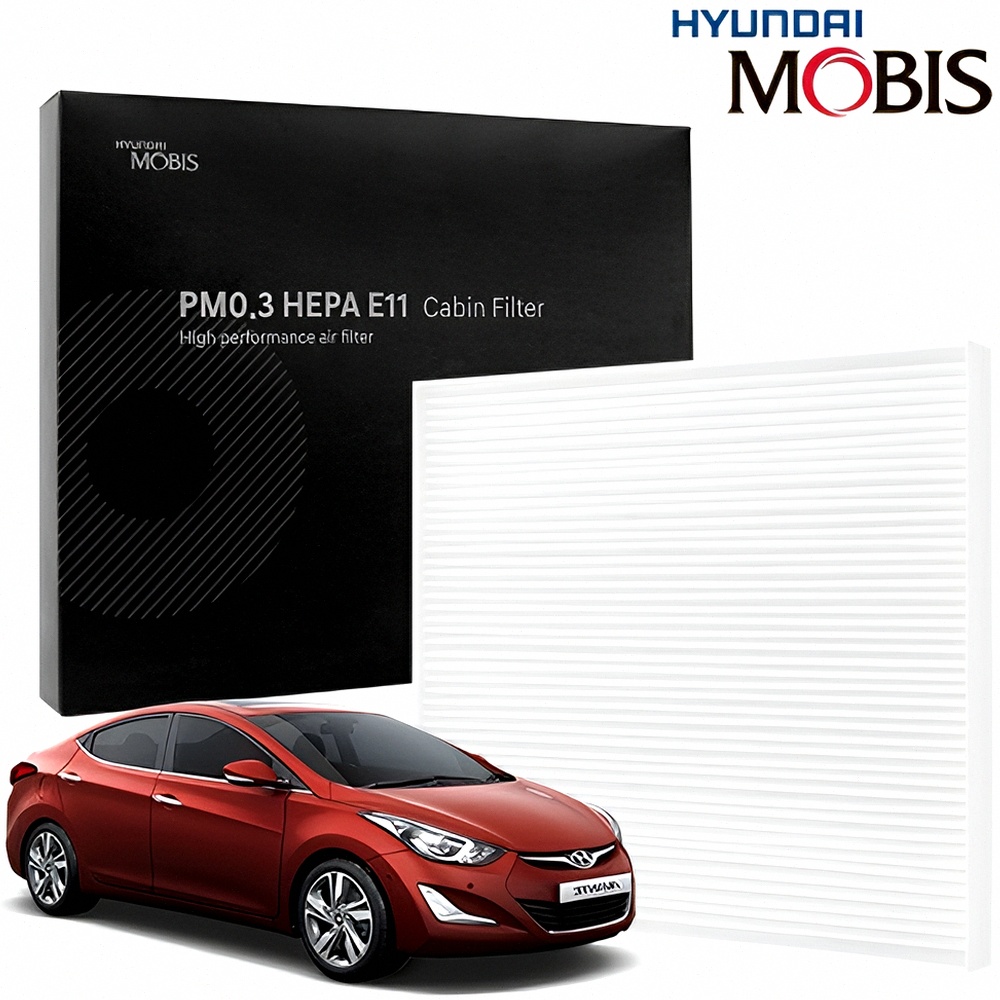 HYUNDAI
MOBIS
HYUNDAI
MOBIS
PM0.3 HEPA E11 Cabin Filter
High performance air filter